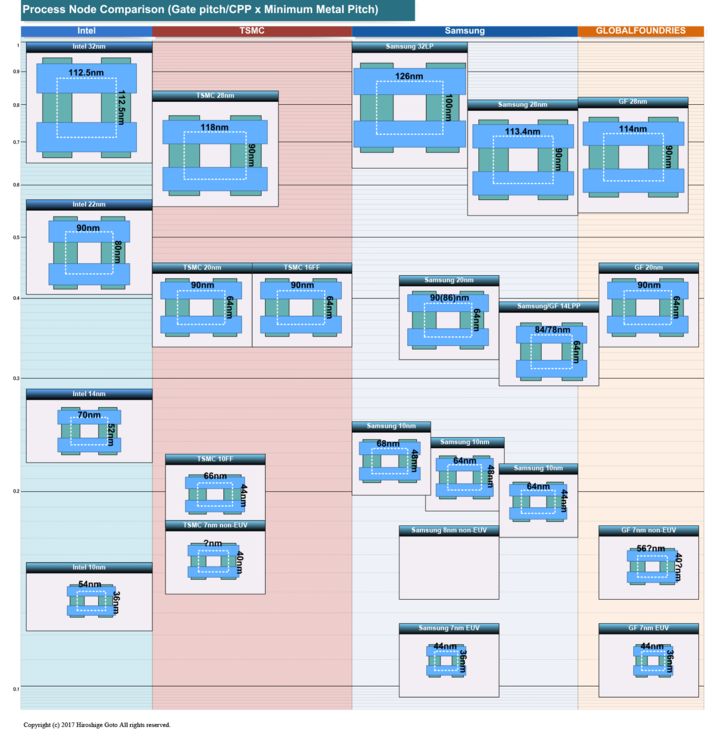 Process Node Comparison (Gate pitch/CPP x Minimum Metal Pitch)
Intel
TSMC
Samsung
GLOBALFOUNDRIES
1
0.9
0.8
0.7
0.6
0.5
0.4
0.3
0.2
0.1
Intel 32nm
112.5nm
112.5nm
Samsung 32LP
126nm
100nm
TSMC 28nm
118nm
90nm
Samsung 28nm
113.4nm
90nm
GF 28nm
114nm
90nm
Intel 22nm
90nm
80nm
TSMC 20nm
90nm
64nm
TSMC 16FF
90nm
64nm
Samsung 20nm
90(86)nm
64nm
GF 20nm
90nm
64nm
Samsung/GF 14LPP
84/78nm
64nm
Intel 14nm
70nm
52nm
Samsung 10nm
68nm
48nm
Samsung 10nm
64nm
48nm
Samsung 10nm
64nm
44nm
TSMC 10FF
66nm
44nm
TSMC 7nm non-EUV
?nm
40nm
Samsung 8nm non-EUV
GF 7nm non-EUV
56?nm
40?nm
Intel 10nm
54nm
36nm
Samsung 7nm EUV
44nm
36nm
GF 7nm EUV
44nm
36nm
Copyright (c) 2017 Hiroshige Goto All rights reserved.